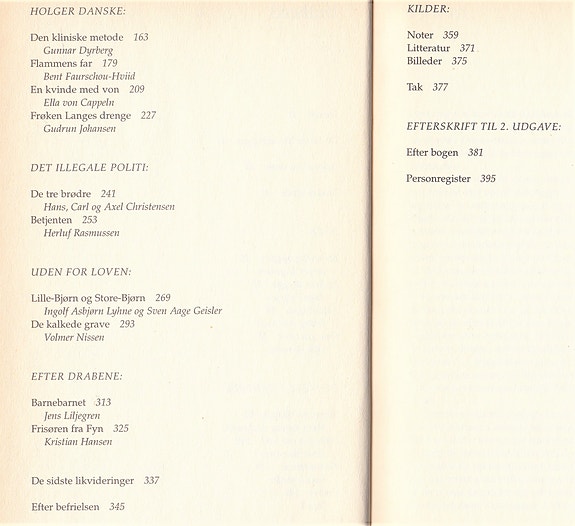 HOLGER DANSKE:
Den kliniske metode 163
Gunnar Dyrberg
Flammens far 179
Bent Faurschou-Hviid
En kvinde med von 209
Ella von Cappeln
Frøken Langes drenge 227
Gudrun Johansen
DET ILLEGALE POLITI:
De tre brødre 241
Hans, Carl og Axel Christensen
Betjenten 253
Herluf Rasmussen
UDEN FOR LOVEN:
Lille-Bjørn og Store-Bjørn 269
Ingolf Asbjørn Lyhne og Sven Aage Geisler
De kalkede grave 293
Volmer Nissen
EFTER DRABENE:
Barnebarnet 313
Jens Liljegren
Frisøren fra Fyn 325
Kristian Hansen
De sidste likvideringer 337
Efter befrielsen 345
KILDER:
Noter 359
Litteratur 371
Billeder 375
Tak 377
EFTERSKRIFT TIL 2. UDGAVE:
Efter bogen 381
Personregister 395